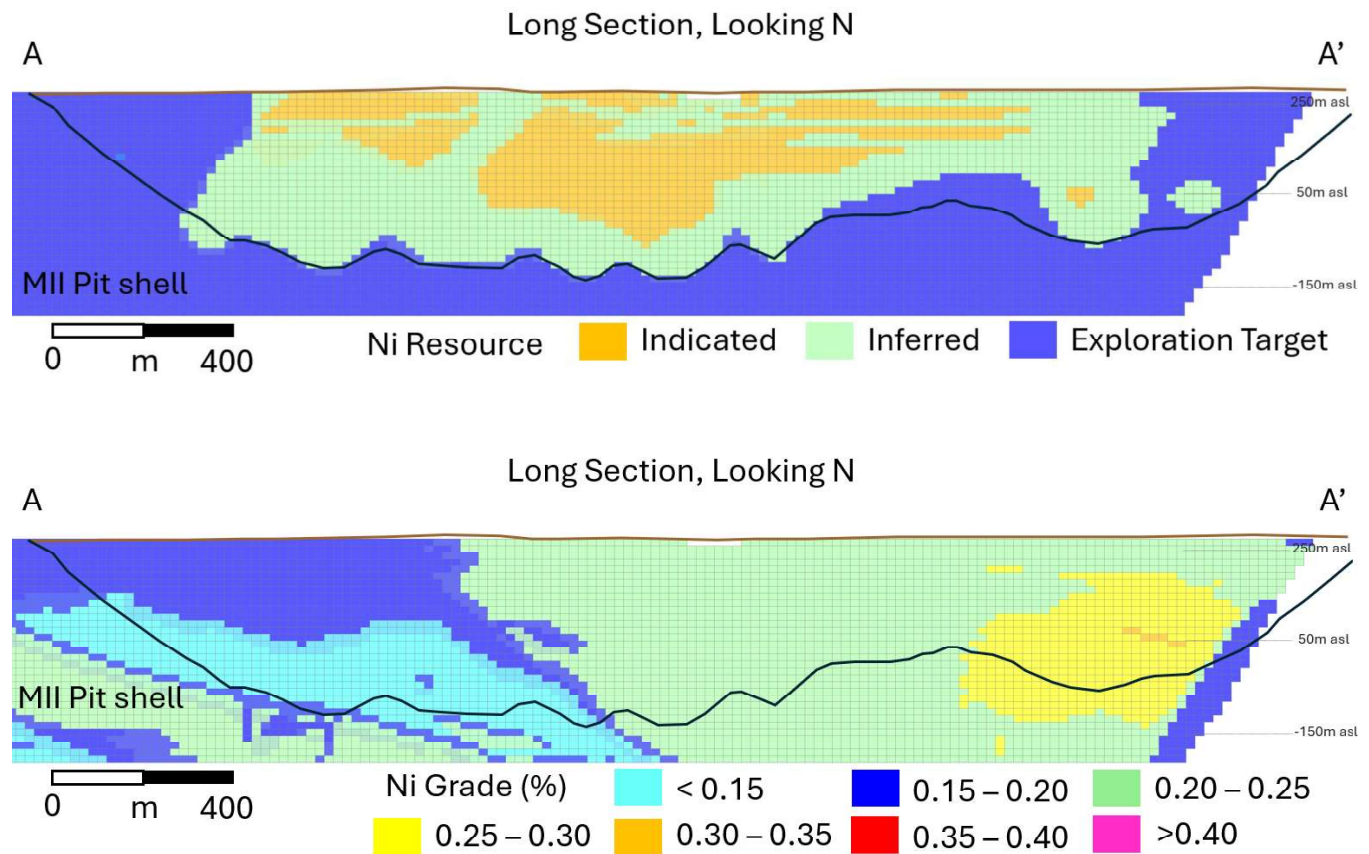 Long Section, Looking N
A A'
250m asl
50m asl
-150m asl
MII Pit shell
0 m 400
Ni Resource Indicated Inferred Exploration Target
Long Section, Looking N
A A'
250m asl
50m asl
MII Pit shell
-150m asl
0 m 400
Ni Grade (%) < 0.15 0.15 – 0.20 0.20 – 0.25
0.25 – 0.30 0.30 – 0.35 0.35 – 0.40 >0.40